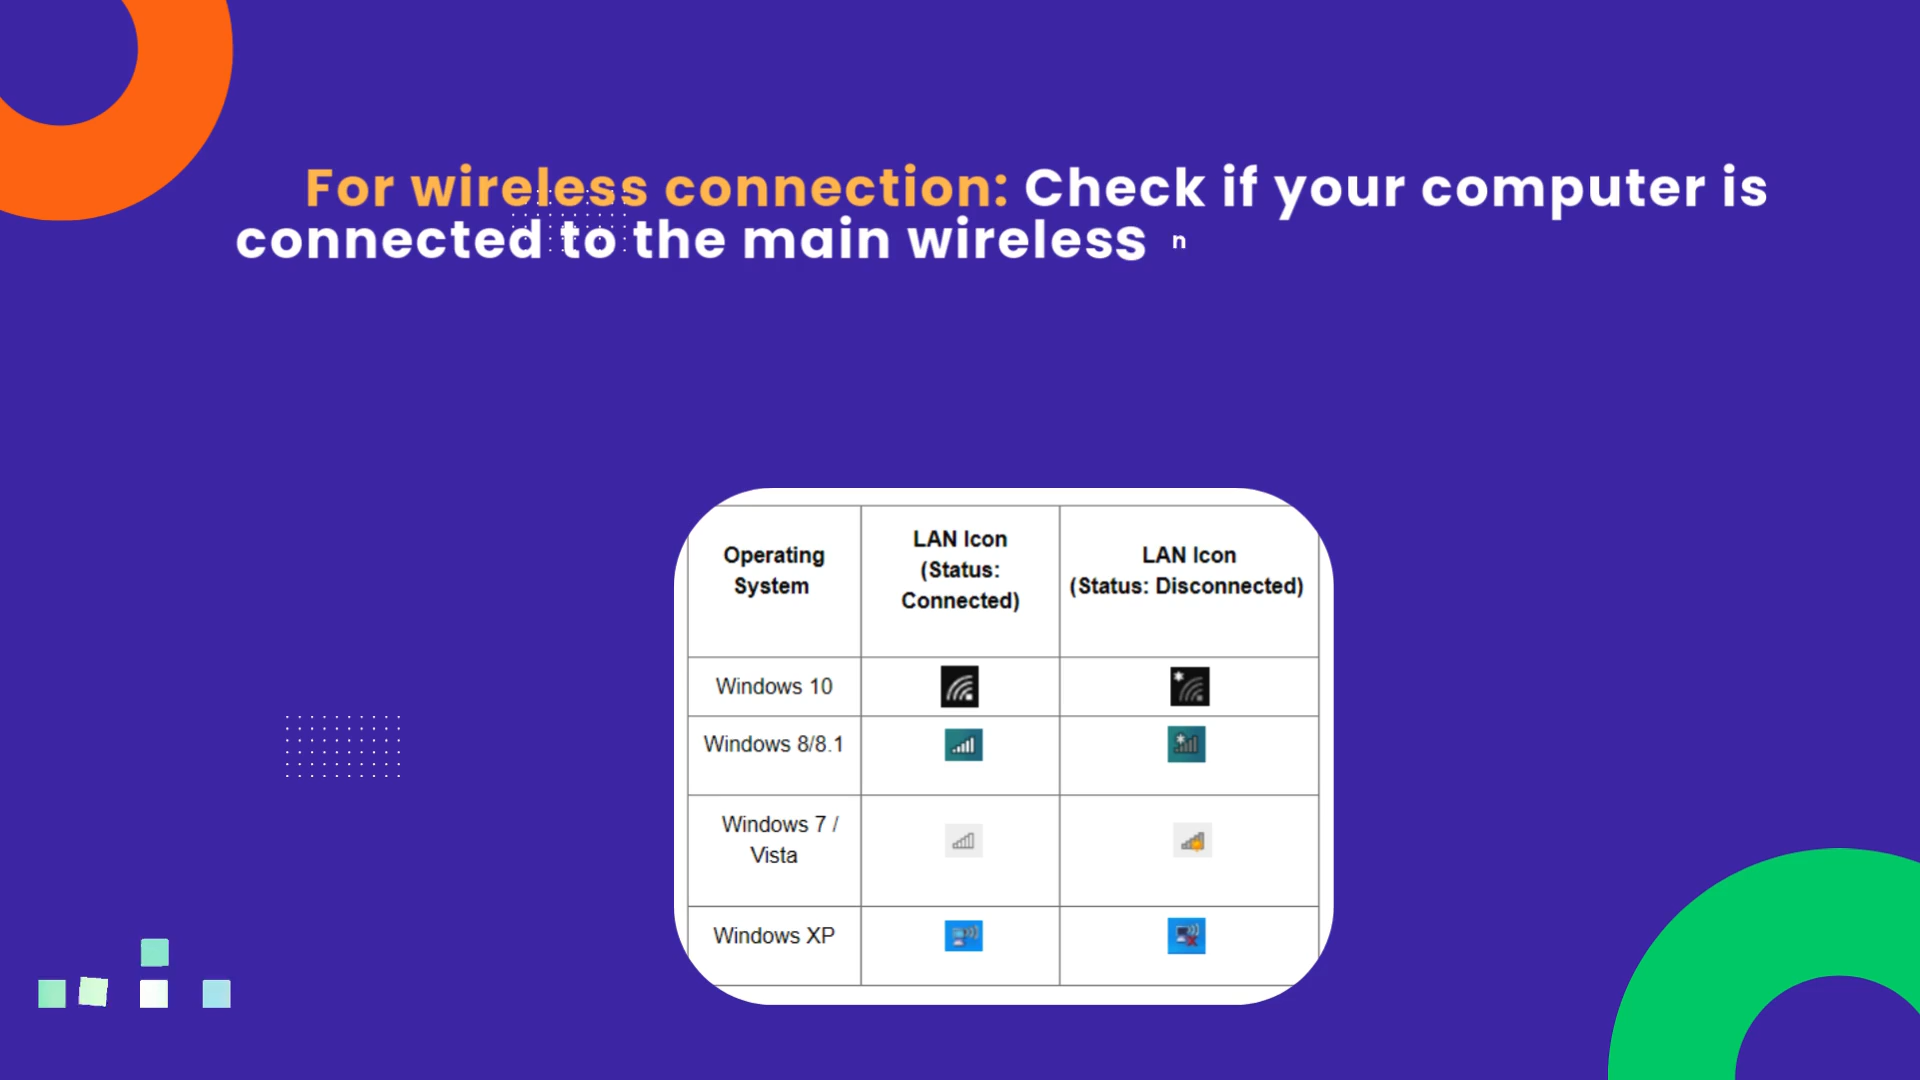 For wireless connection: Check if your computer is
connected to the main wireless n
Operating
System
LAN Icon
(Status:
Connected)
LAN Icon
(Status: Disconnected)
Windows 10
Windows 8/8.1
Windows 7 /
Vista
Windows XP